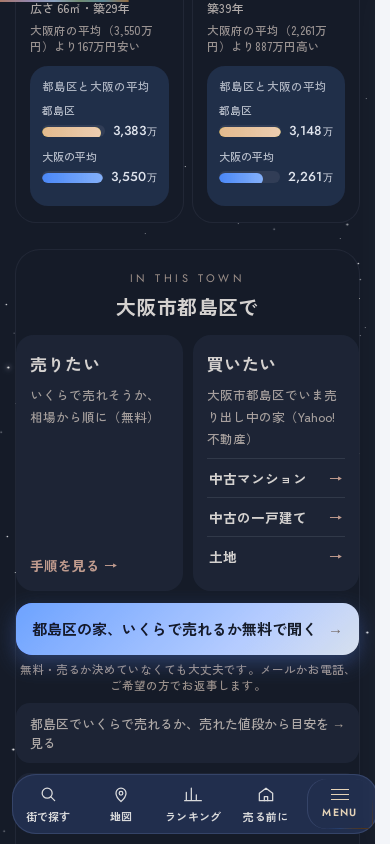 広さ 66㎡・築29年
大阪府の平均（3,550万
円）より167万円安い
都島区と大阪の平均
都島区
3,383万
大阪の平均
3,550万
築39年
大阪府の平均（2,261万
円）より887万円高い
都島区と大阪の平均
都島区
3,148万
大阪の平均
2,261万
IN THIS TOWN
大阪市都島区で
売りたい
いくらで売れそうか、
相場から順に（無料）
手順を見る →
買いたい
大阪市都島区でいま売
り出し中の家（Yahoo!
不動産）
中古マンション →
中古の一戸建て →
土地 →
都島区の家、いくらで売れるか無料で聞く →
無料・売るか決めていなくても大丈夫です。メールかお電話、
ご希望の方でお返事します。
都島区でいくらで売れるか、売れた値段から目安を →
見る
街で探す
地図
ランキング
売る前に
MENU